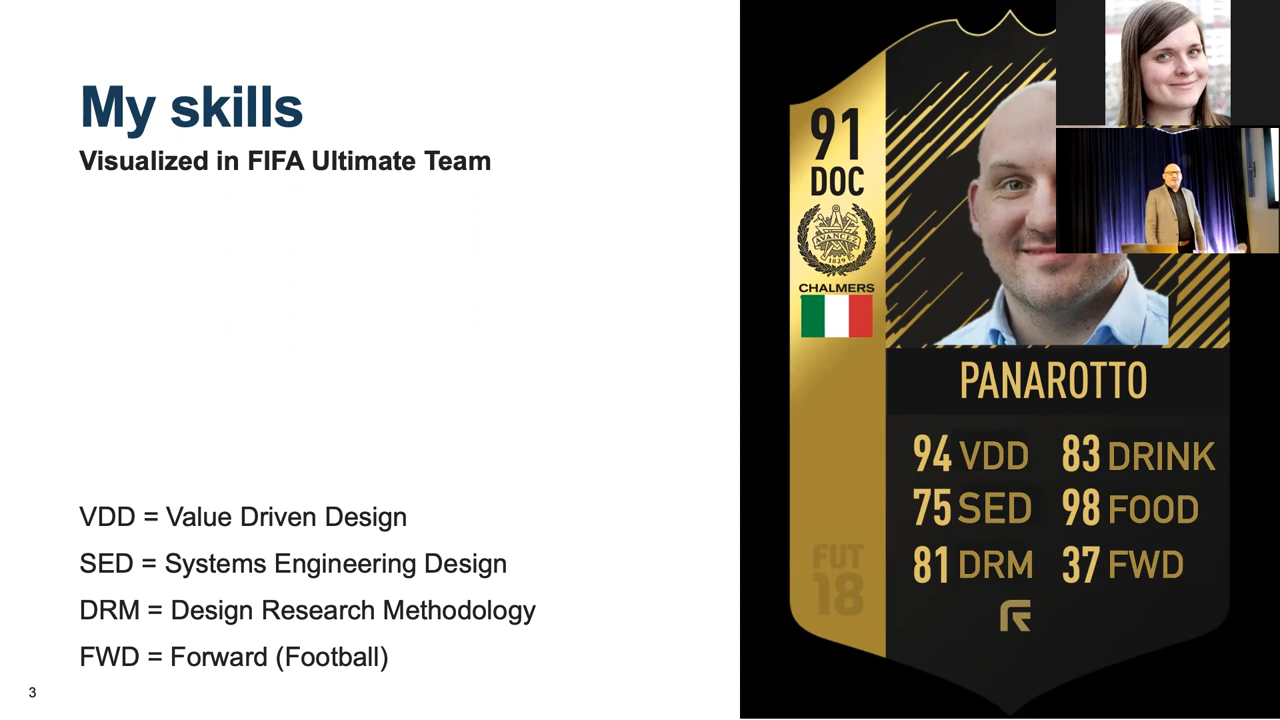 My skills
Visualized in FIFA Ultimate Team
VDD = Value Driven Design
SED = Systems Engineering Design
DRM = Design Research Methodology
FWD = Forward (Football)
3
91
DOC
AVANCEZ
1829
CHALMERS
PANAROTTO
94 VDD 83 DRINK
75 SED 98 FOOD
81 DRM 37 FWD
FUT
18